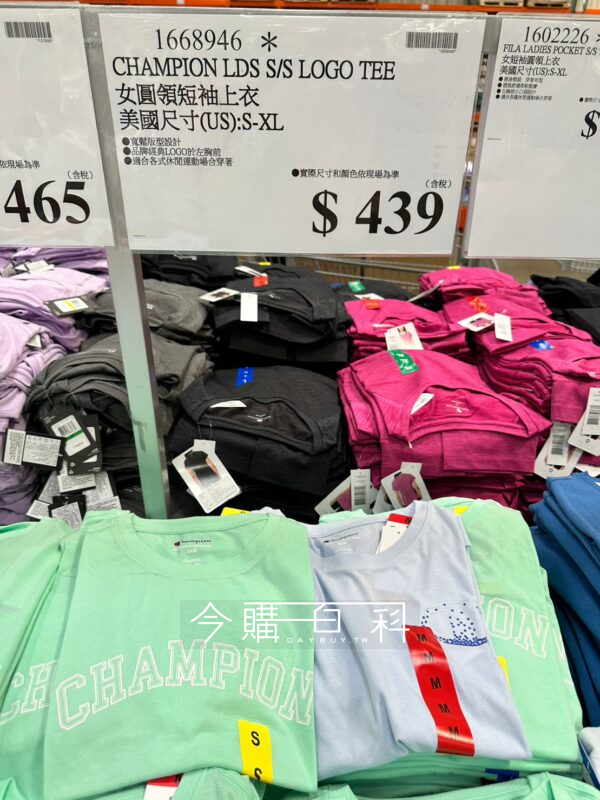 1668946 *
CHAMPION LDS S/S LOGO TEE
女圓領短袖上衣
美國尺寸(US):S-XL
●寬鬆版型設計
●品牌經典LOGO於左胸前
●適合各式休閒運動場合穿著
●實際尺寸和顏色依現場為準
(含稅)
$ 439
依現場為準
(含稅)
465
1602226 *
FILA LADIES POCKET S/S
女短袖圓領上衣
美國尺寸(US):S-XL
$
Champion
Champion
今購百科
DAYBUY.TW
CHAMPION
CH
ION
M
M
M
M
M
S
S